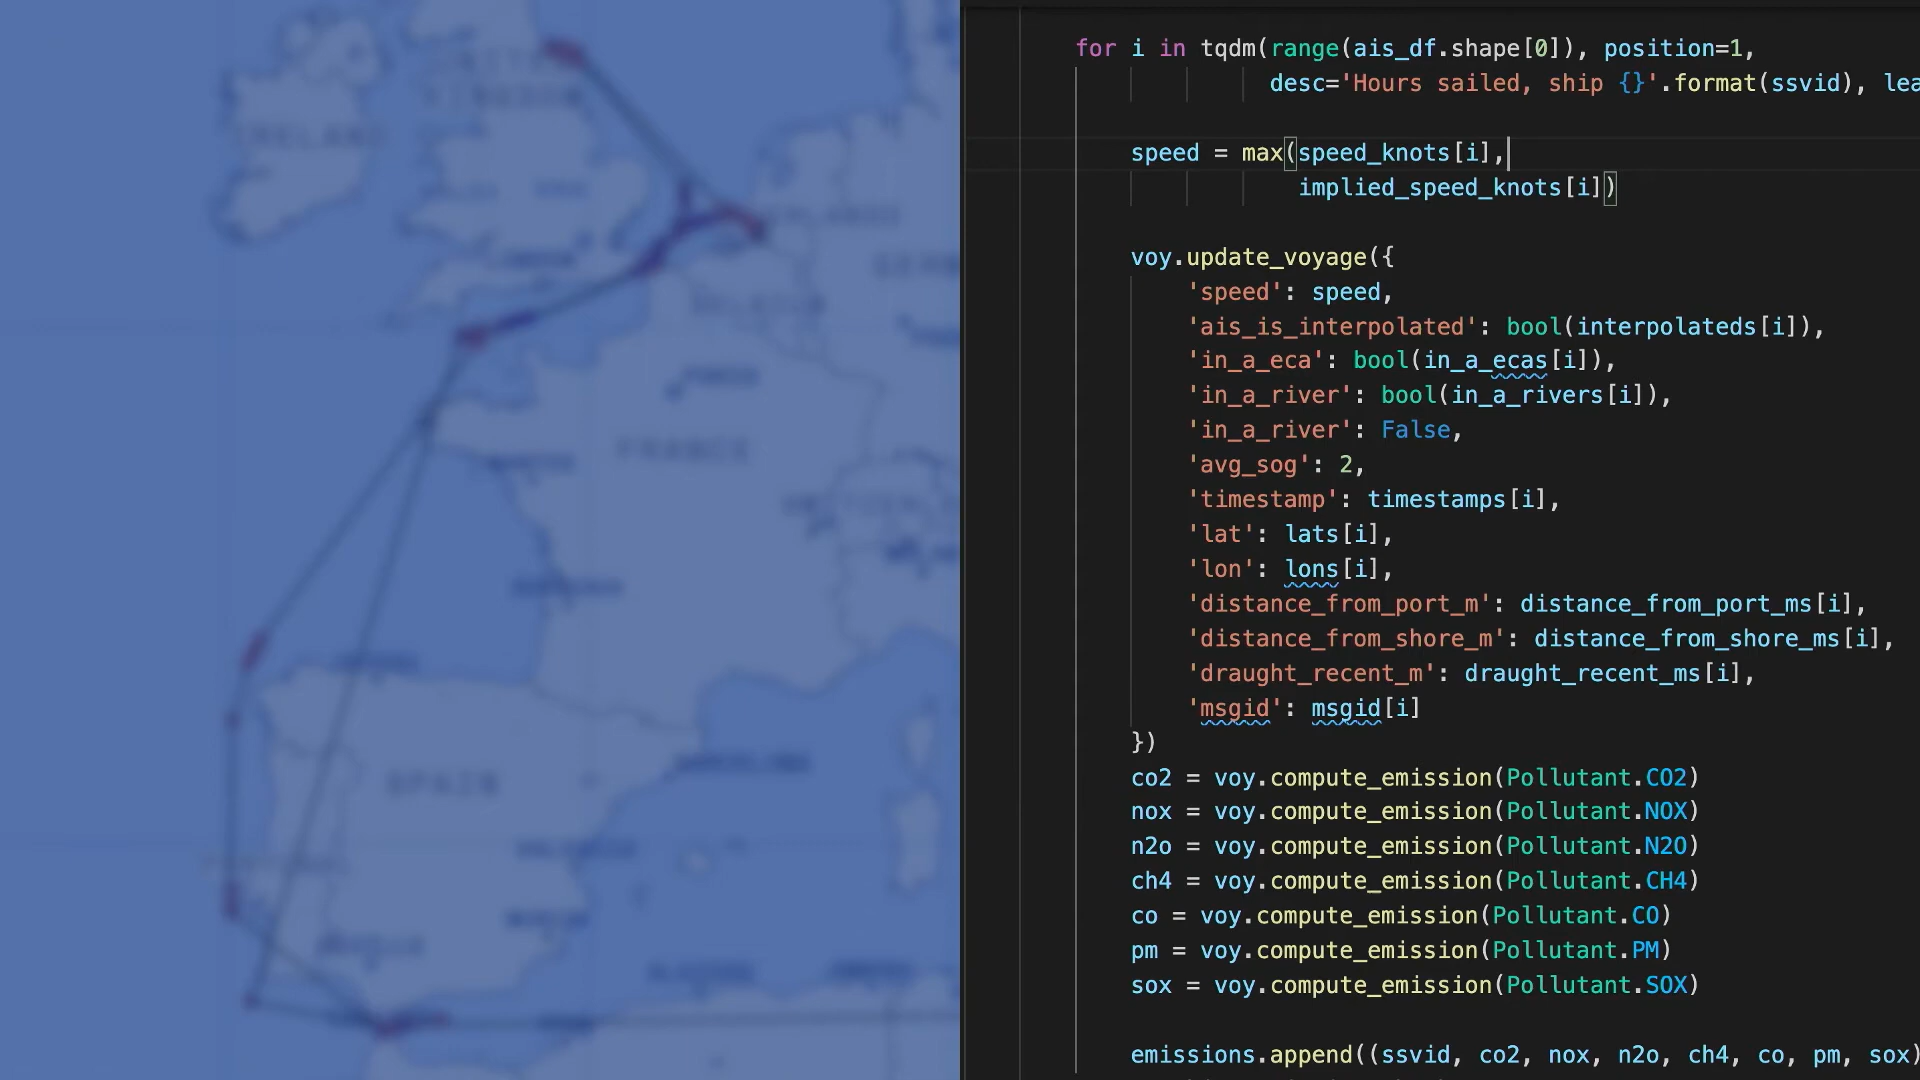 IRELAND
FRANCE
SPAIN
BARCELONA
for i in tqdm(range(ais_df.shape[0]), position=1,
desc='Hours sailed, ship {}'.format(ssvid), lea
speed = max(speed_knots[i],
implied_speed_knots[i])
voy.update_voyage({
'speed': speed,
'ais_is_interpolated': bool(interpolateds[i]),
'in_a_eca': bool(in_a_ecas[i]),
'in_a_river': bool(in_a_rivers[i]),
'in_a_river': False,
'avg_sog': 2,
'timestamp': timestamps[i],
'lat': lats[i],
'lon': lons[i],
'distance_from_port_m': distance_from_port_ms[i],
'distance_from_shore_m': distance_from_shore_ms[i],
'draught_recent_m': draught_recent_ms[i],
'msgid': msgid[i]
})
co2 = voy.compute_emission(Pollutant.CO2)
nox = voy.compute_emission(Pollutant.NOX)
n2o = voy.compute_emission(Pollutant.N2O)
ch4 = voy.compute_emission(Pollutant.CH4)
co = voy.compute_emission(Pollutant.CO)
pm = voy.compute_emission(Pollutant.PM)
sox = voy.compute_emission(Pollutant.SOX)
emissions.append((ssvid, co2, nox, n2o, ch4, co, pm, sox)